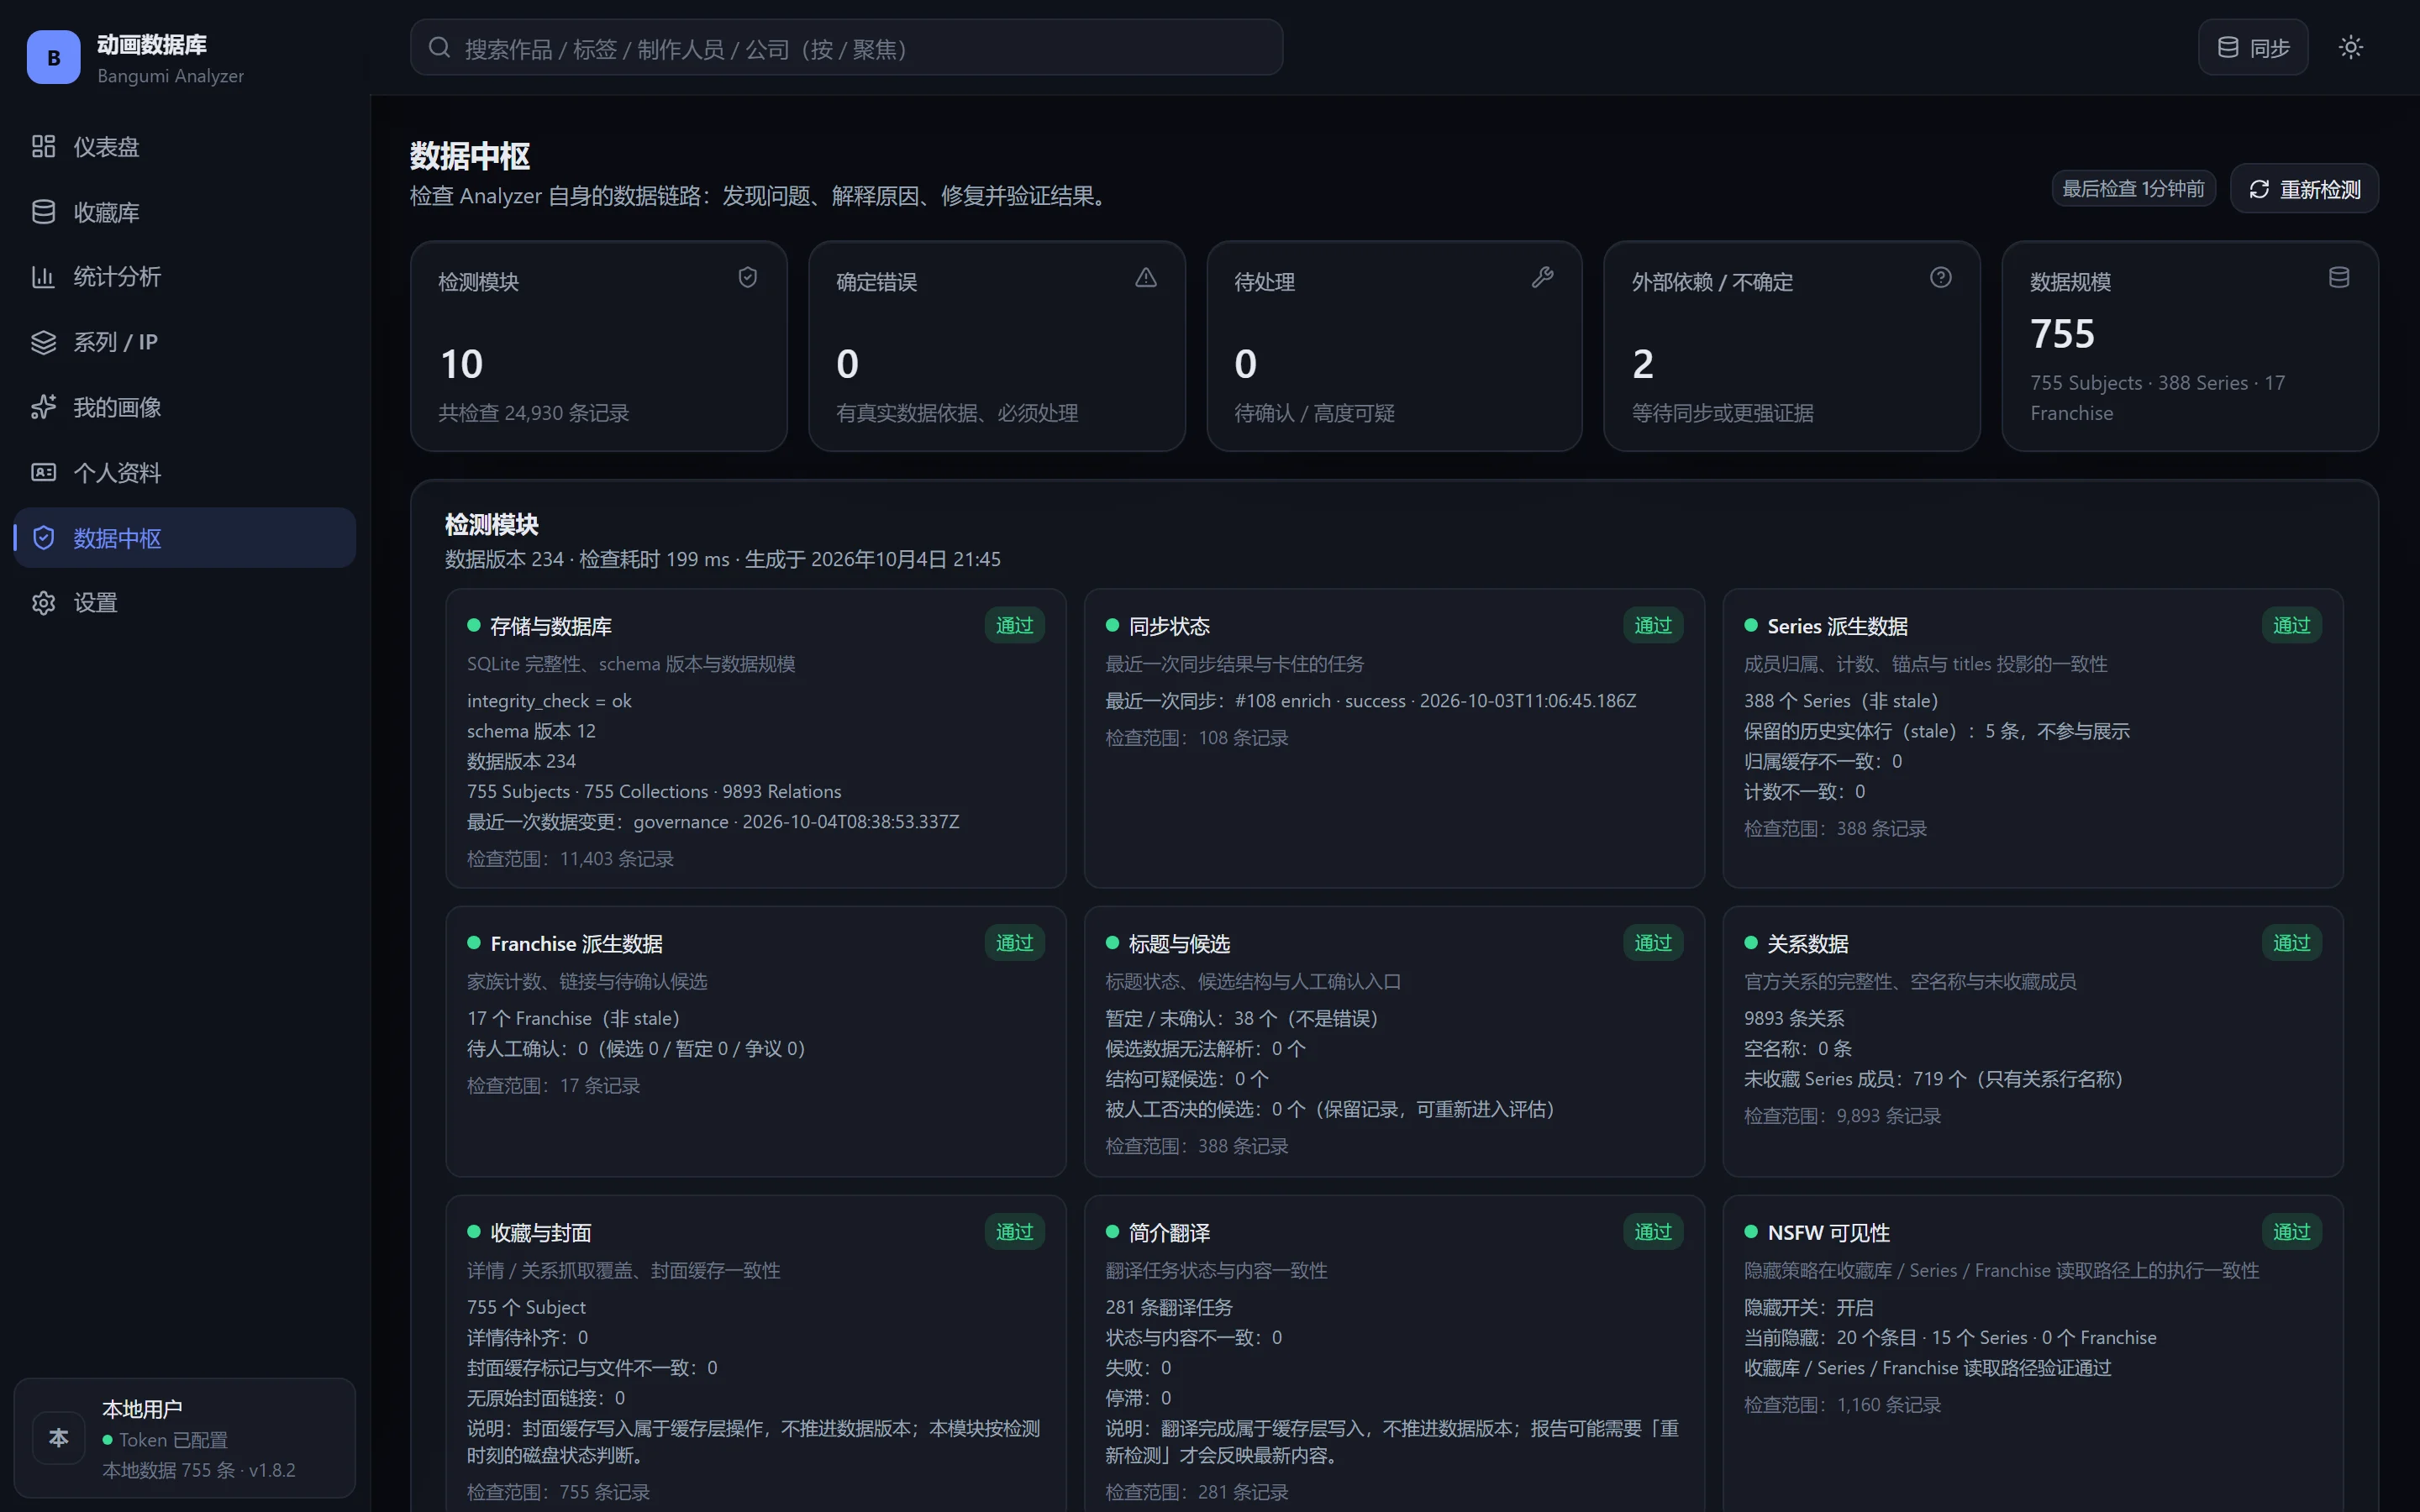 B
动画数据库
Bangumi Analyzer
仪表盘
收藏库
统计分析
系列 / IP
我的画像
个人资料
数据中枢
设置
本
本地用户
Token 已配置
本地数据 755 条 · v1.8.2
搜索作品 / 标签 / 制作人员 / 公司（按 / 聚焦）
同步
数据中枢
检查 Analyzer 自身的数据链路：发现问题、解释原因、修复并验证结果。
最后检查 1分钟前
重新检测
检测模块
10
共检查 24,930 条记录
确定错误
0
有真实数据依据、必须处理
待处理
0
待确认 / 高度可疑
外部依赖 / 不确定
2
等待同步或更强证据
数据规模
755
755 Subjects · 388 Series · 17
Franchise
检测模块
数据版本 234 · 检查耗时 199 ms · 生成于 2026年10月4日 21:45
存储与数据库
通过
SQLite 完整性、schema 版本与数据规模
integrity_check = ok
schema 版本 12
数据版本 234
755 Subjects · 755 Collections · 9893 Relations
最近一次数据变更：governance · 2026-10-04T08:38:53.337Z
检查范围：11,403 条记录
同步状态
通过
最近一次同步结果与卡住的任务
最近一次同步：#108 enrich · success · 2026-10-03T11:06:45.186Z
检查范围：108 条记录
Series 派生数据
通过
成员归属、计数、锚点与 titles 投影的一致性
388 个 Series（非 stale）
保留的历史实体行（stale）：5 条，不参与展示
归属缓存不一致：0
计数不一致：0
检查范围：388 条记录
Franchise 派生数据
通过
家族计数、链接与待确认候选
17 个 Franchise（非 stale）
待人工确认：0（候选 0 / 暂定 0 / 争议 0）
检查范围：17 条记录
标题与候选
通过
标题状态、候选结构与人工确认入口
暂定 / 未确认：38 个（不是错误）
候选数据无法解析：0 个
结构可疑候选：0 个
被人工否决的候选：0 个（保留记录，可重新进入评估）
检查范围：388 条记录
关系数据
通过
官方关系的完整性、空名称与未收藏成员
9893 条关系
空名称：0 条
未收藏 Series 成员：719 个（只有关系行名称）
检查范围：9,893 条记录
收藏与封面
通过
详情 / 关系抓取覆盖、封面缓存一致性
755 个 Subject
详情待补齐：0
封面缓存标记与文件不一致：0
无原始封面链接：0
说明：封面缓存写入属于缓存层操作，不推进数据版本；本模块按检测
时刻的磁盘状态判断。
检查范围：755 条记录
简介翻译
通过
翻译任务状态与内容一致性
281 条翻译任务
状态与内容不一致：0
失败：0
停滞：0
说明：翻译完成属于缓存层写入，不推进数据版本；报告可能需要「重
新检测」才会反映最新内容。
检查范围：281 条记录
NSFW 可见性
通过
隐藏策略在收藏库 / Series / Franchise 读取路径上的执行一致性
隐藏开关：开启
当前隐藏：20 个条目 · 15 个 Series · 0 个 Franchise
收藏库 / Series / Franchise 读取路径验证通过
检查范围：1,160 条记录